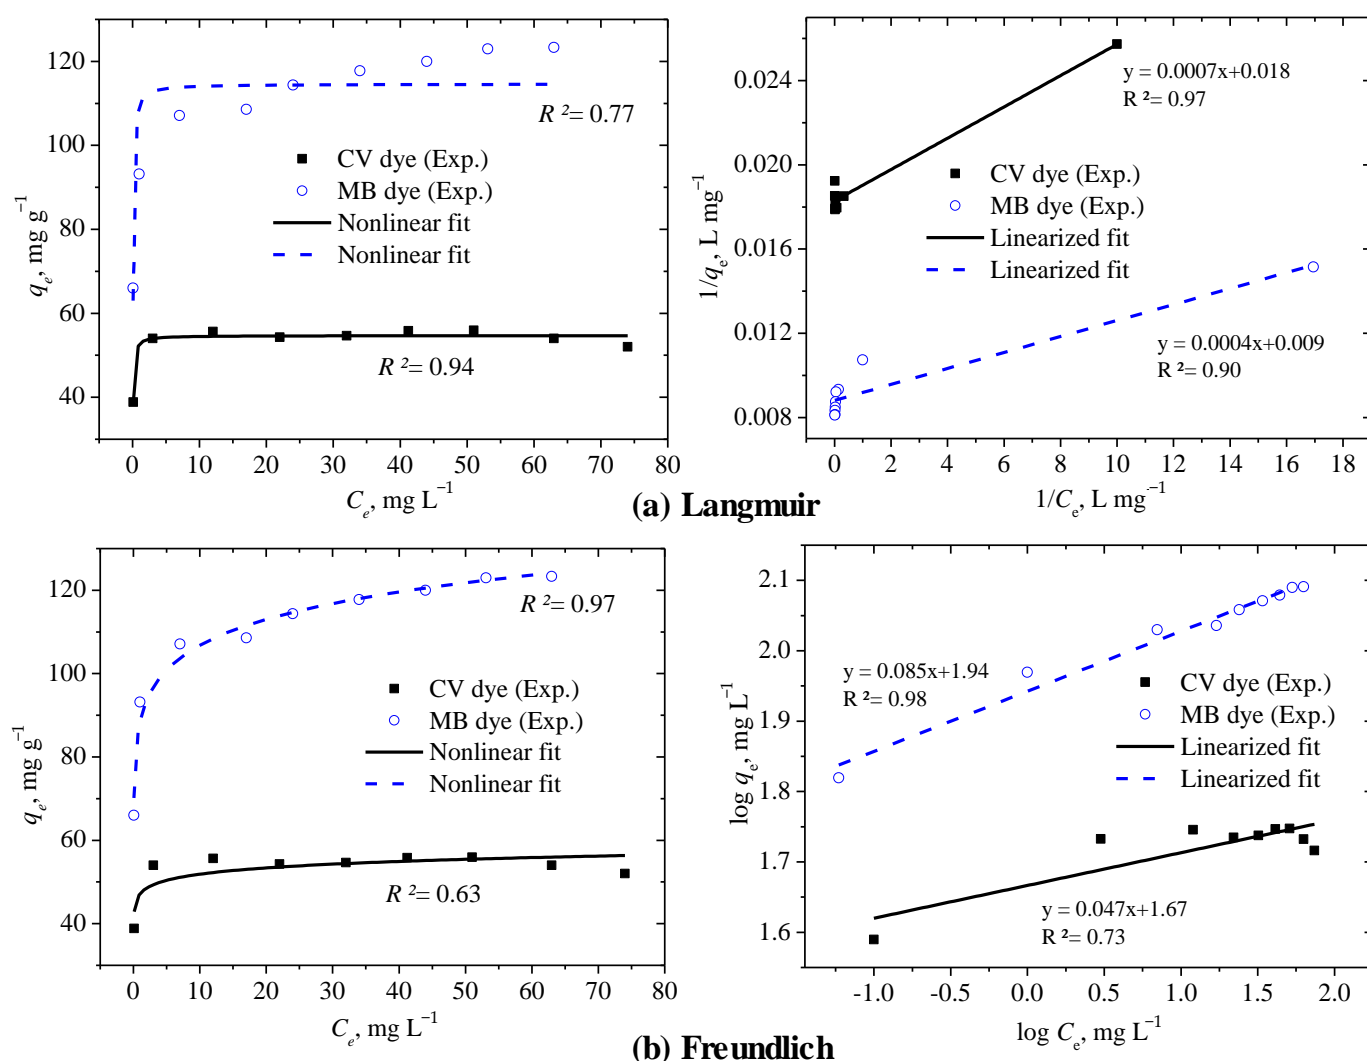 120
100
80
60
40
q_e, mg g⁻¹
R ²= 0.77
CV dye (Exp.)
MB dye (Exp.)
Nonlinear fit
Nonlinear fit
R ²= 0.94
0 10 20 30 40 50 60 70 80
C_e, mg L⁻¹
0.024
0.020
0.016
0.012
0.008
1/q_e, L mg⁻¹
y = 0.0007x+0.018
R ²= 0.97
CV dye (Exp.)
MB dye (Exp.)
Linearized fit
Linearized fit
y = 0.0004x+0.009
R ²= 0.90
0 2 4 6 8 10 12 14 16 18
1/C_e, L mg⁻¹
(a) Langmuir
120
100
80
60
40
q_e, mg g⁻¹
R ²= 0.97
CV dye (Exp.)
MB dye (Exp.)
Nonlinear fit
Nonlinear fit
R ²= 0.63
0 10 20 30 40 50 60 70 80
C_e, mg L⁻¹
2.1
2.0
1.9
1.8
1.7
1.6
log q_e, mg L⁻¹
y = 0.085x+1.94
R ²= 0.98
CV dye (Exp.)
MB dye (Exp.)
Linearized fit
Linearized fit
y = 0.047x+1.67
R ²= 0.73
-1.0 -0.5 0.0 0.5 1.0 1.5 2.0
log C_e, mg L⁻¹
(b) Freundlich